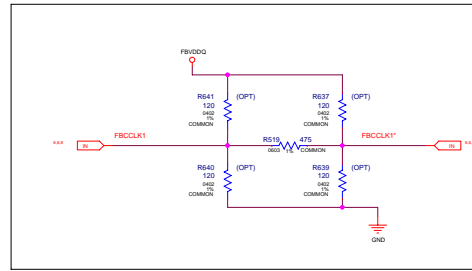 FBVDDQ
R641 (OPT)
120
0402
1%
COMMON
R637 (OPT)
120
0402
1%
COMMON
FBCCLK1
IN
R519 475
0603 1% COMMON
FBCCLK1*
IN
R640 (OPT)
120
0402
1%
COMMON
R639 (OPT)
120
0402
1%
COMMON
GND